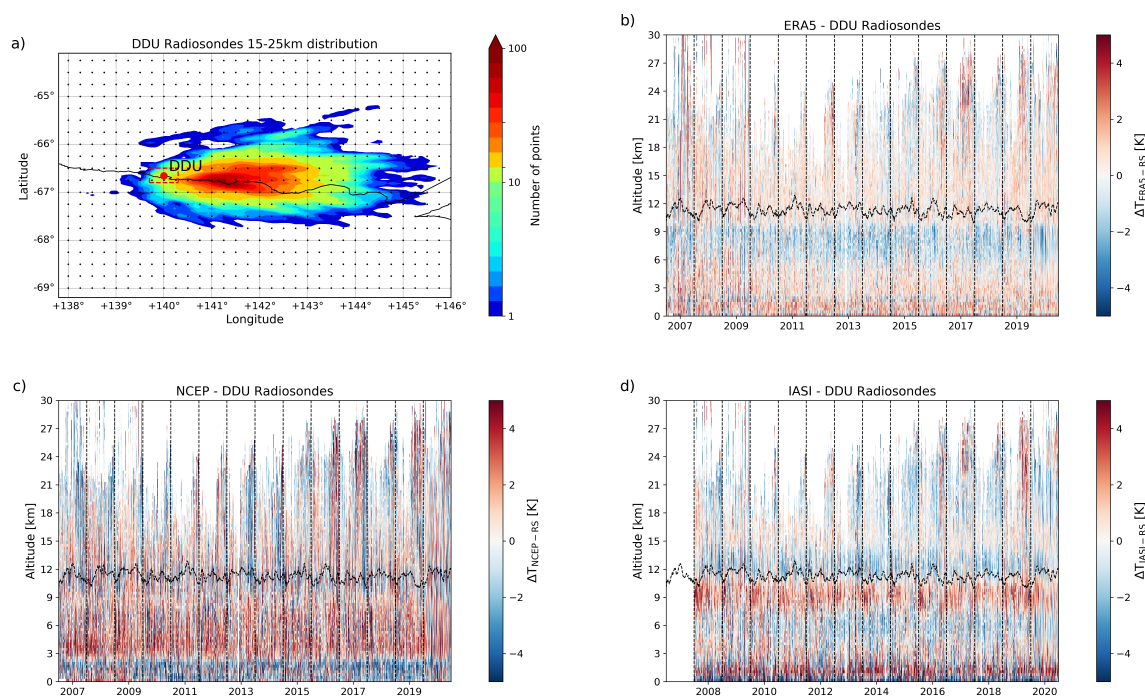 a)
DDU Radiosondes 15-25km distribution
DDU
-65°
-66°
-67°
-68°
-69°
Latitude
+138° +139° +140° +141° +142° +143° +144° +145° +146°
Longitude
100
10
1
Number of points
b)
ERA5 - DDU Radiosondes
30
27
24
21
18
15
12
9
6
3
0
Altitude [km]
2007 2009 2011 2013 2015 2017 2019
4
2
0
−2
−4
ΔT ERA5−RS [K]
c)
NCEP - DDU Radiosondes
30
27
24
21
18
15
12
9
6
3
0
Altitude [km]
2007 2009 2011 2013 2015 2017 2019
4
2
0
−2
−4
ΔT NCEP−RS [K]
d)
IASI - DDU Radiosondes
30
27
24
21
18
15
12
9
6
3
0
Altitude [km]
2008 2010 2012 2014 2016 2018 2020
4
2
0
−2
−4
ΔT IASI−RS [K]